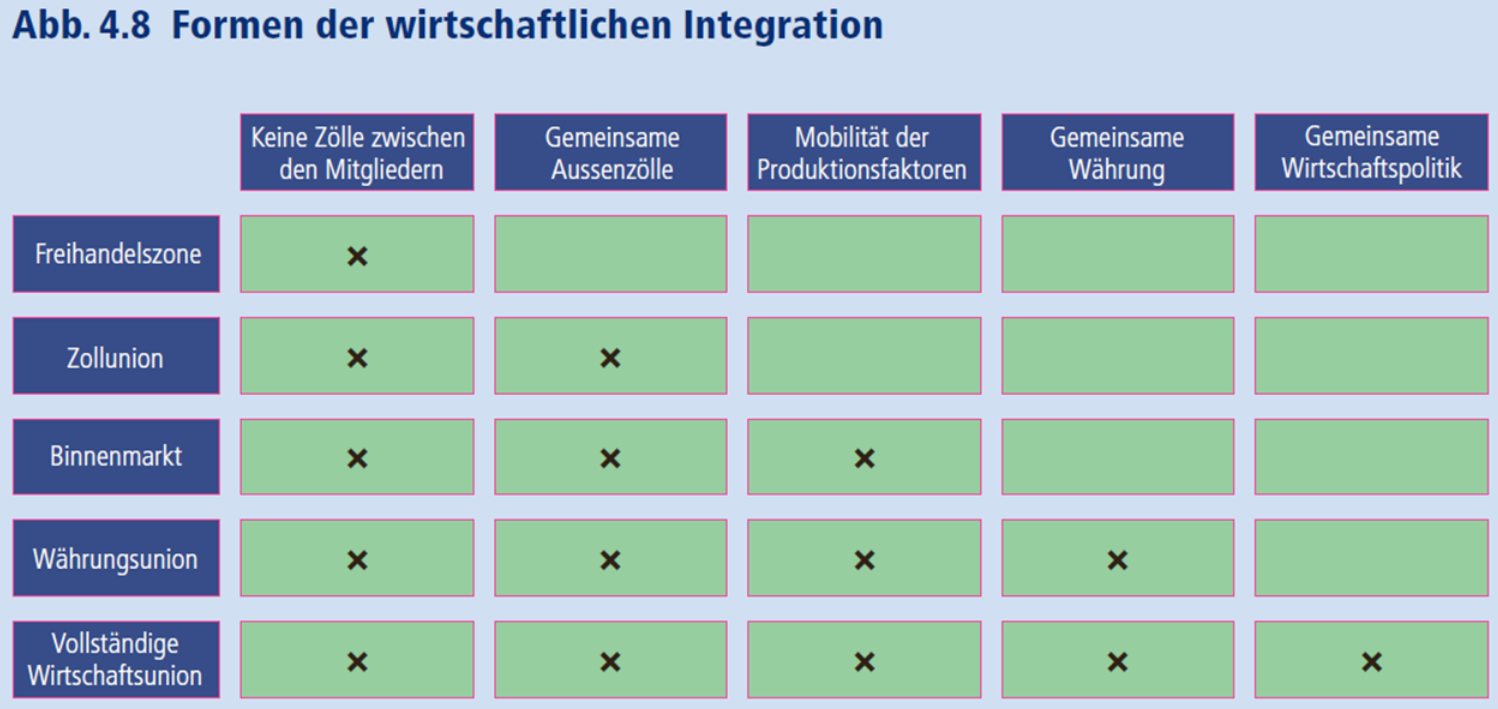 Abb. 4.8 Formen der wirtschaftlichen Integration
Keine Zölle zwischen
den Mitgliedern
Gemeinsame
Aussenzölle
Mobilität der
Produktionsfaktoren
Gemeinsame
Währung
Gemeinsame
Wirtschaftspolitik
Freihandelszone
×
Zollunion
× ×
Binnenmarkt
× × ×
Währungsunion
× × × ×
Vollständige
Wirtschaftsunion
× × × × ×